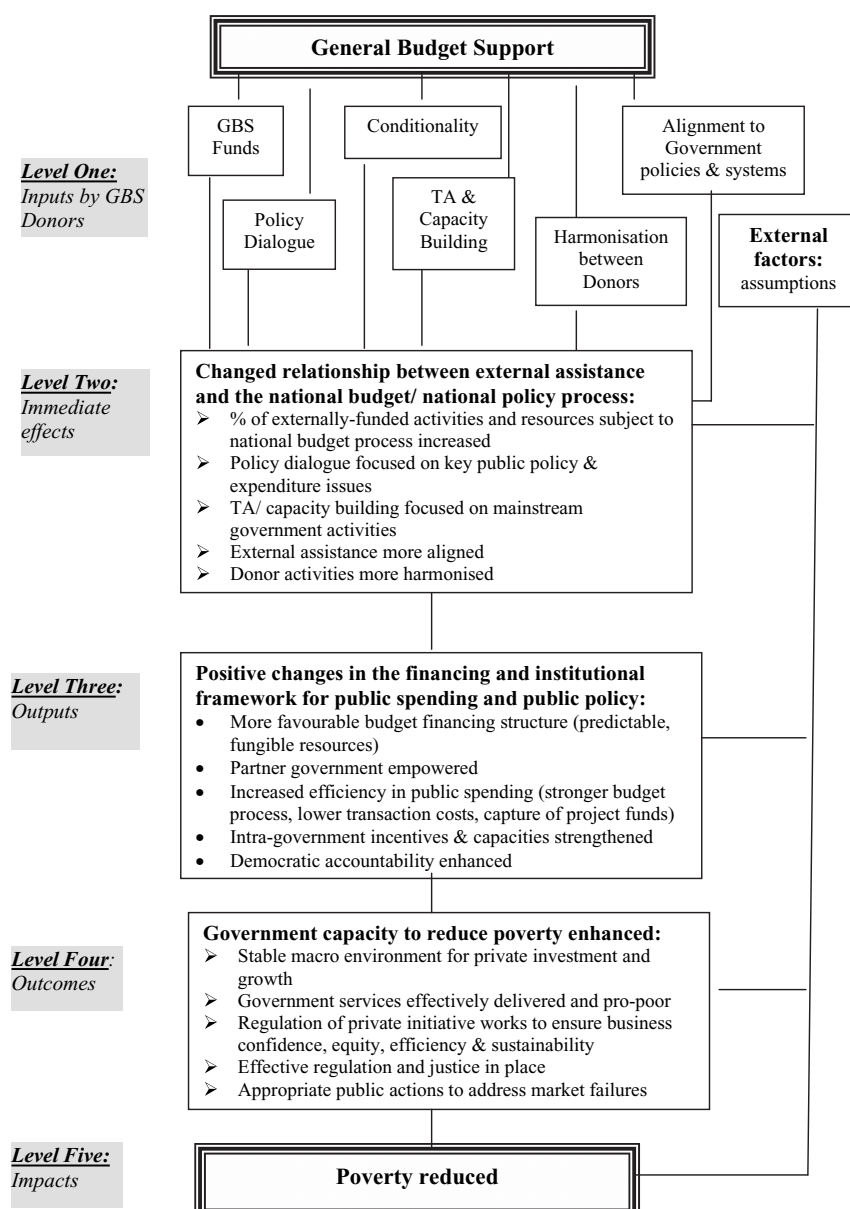 General Budget Support
GBS
Funds
Conditionality
Alignment to
Government
policies & systems
Level One:
Inputs by GBS
Donors
Policy
Dialogue
TA &
Capacity
Building
Harmonisation
between
Donors
External
factors:
assumptions
Level Two:
Immediate
effects
Changed relationship between external assistance
and the national budget/ national policy process:
➢ % of externally-funded activities and resources subject to
national budget process increased
➢ Policy dialogue focused on key public policy &
expenditure issues
➢ TA/ capacity building focused on mainstream
government activities
➢ External assistance more aligned
➢ Donor activities more harmonised
Level Three:
Outputs
Positive changes in the financing and institutional
framework for public spending and public policy:
• More favourable budget financing structure (predictable,
fungible resources)
• Partner government empowered
• Increased efficiency in public spending (stronger budget
process, lower transaction costs, capture of project funds)
• Intra-government incentives & capacities strengthened
• Democratic accountability enhanced
Level Four:
Outcomes
Government capacity to reduce poverty enhanced:
➢ Stable macro environment for private investment and
growth
➢ Government services effectively delivered and pro-poor
➢ Regulation of private initiative works to ensure business
confidence, equity, efficiency & sustainability
➢ Effective regulation and justice in place
➢ Appropriate public actions to address market failures
Level Five:
Impacts
Poverty reduced